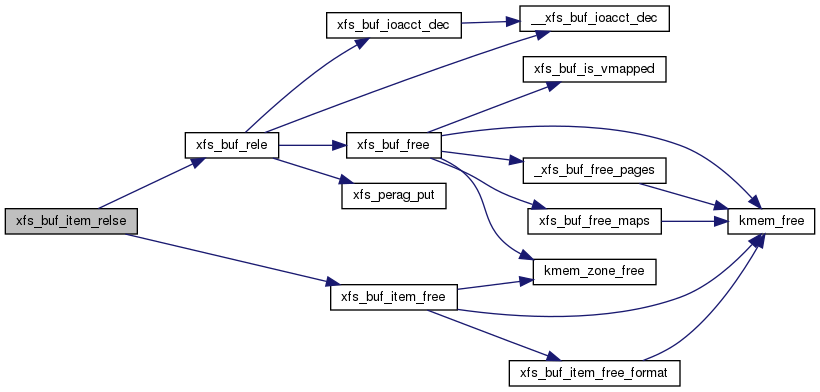 xfs_buf_ioacct_dec
__xfs_buf_ioacct_dec
xfs_buf_is_vmapped
xfs_buf_rele
xfs_buf_free
_xfs_buf_free_pages
xfs_perag_put
xfs_buf_item_relse
xfs_buf_free_maps
kmem_free
kmem_zone_free
xfs_buf_item_free
xfs_buf_item_free_format